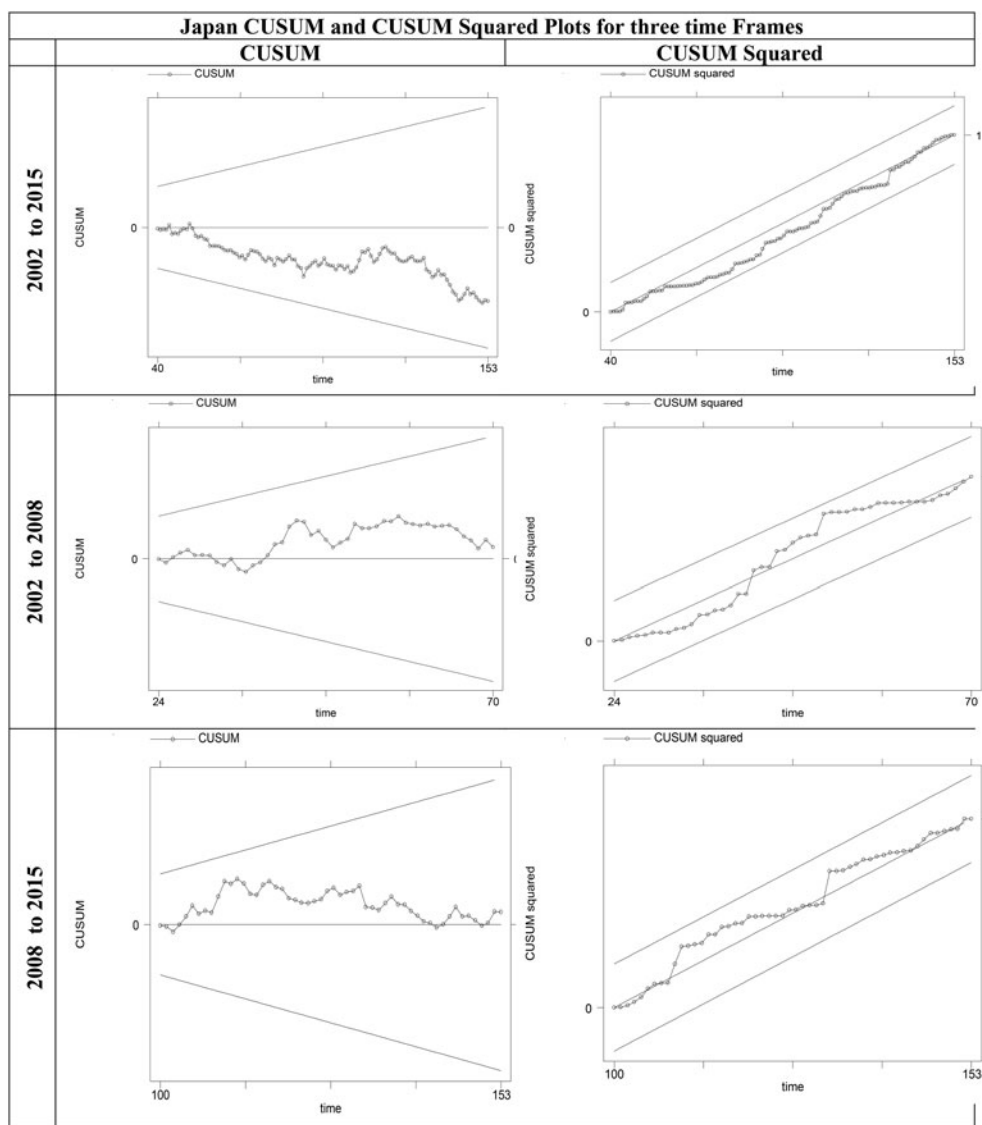 Japan CUSUM and CUSUM Squared Plots for three time Frames
CUSUM
CUSUM Squared
2002 to 2015
CUSUM
CUSUM
0
0
40
153
time
CUSUM squared
CUSUM squared
0
1
40
153
time
2002 to 2008
CUSUM
CUSUM
0
24
70
time
CUSUM squared
CUSUM squared
0
24
70
time
2008 to 2015
CUSUM
CUSUM
0
100
153
time
CUSUM squared
CUSUM squared
0
100
153
time